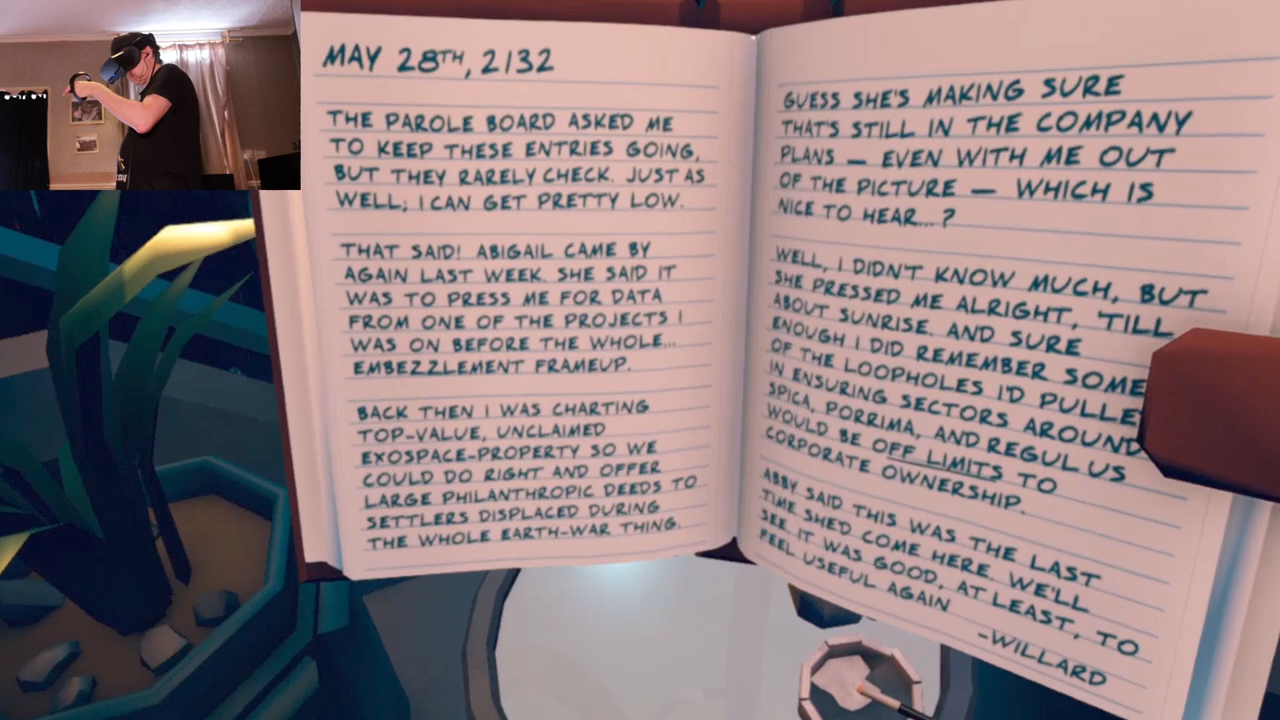 MAY 28TH, 2132
THE PAROLE BOARD ASKED ME
TO KEEP THESE ENTRIES GOING,
BUT THEY RARELY CHECK. JUST AS
WELL; I CAN GET PRETTY LOW.
THAT SAID! ABIGAIL CAME BY
AGAIN LAST WEEK. SHE SAID IT
WAS TO PRESS ME FOR DATA
FROM ONE OF THE PROJECTS I
WAS ON BEFORE THE WHOLE...
EMBEZZLEMENT FRAMEUP.
BACK THEN I WAS CHARTING
TOP-VALUE, UNCLAIMED
EXOSPACE-PROPERTY SO WE
COULD DO RIGHT AND OFFER
LARGE PHILANTHROPIC DEEDS TO
SETTLERS DISPLACED DURING
THE WHOLE EARTH-WAR THING.
GUESS SHE'S MAKING SURE
THAT'S STILL IN THE COMPANY
PLANS — EVEN WITH ME OUT
OF THE PICTURE — WHICH IS
NICE TO HEAR...?
WELL, I DIDN'T KNOW MUCH, BUT
SHE PRESSED ME ALRIGHT, 'TILL
ABOUT SUNRISE. AND SURE
ENOUGH I DID REMEMBER SOME
OF THE LOOPHOLES I'D PULLE
IN ENSURING SECTORS AROUND
SPICA, PORRIMA, AND REGULUS
WOULD BE OFF LIMITS TO
CORPORATE OWNERSHIP.
ABBY SAID THIS WAS THE LAST
TIME SHE'D COME HERE. WE'LL
SEE. IT WAS GOOD, AT LEAST, TO
FEEL USEFUL AGAIN
-WILLARD